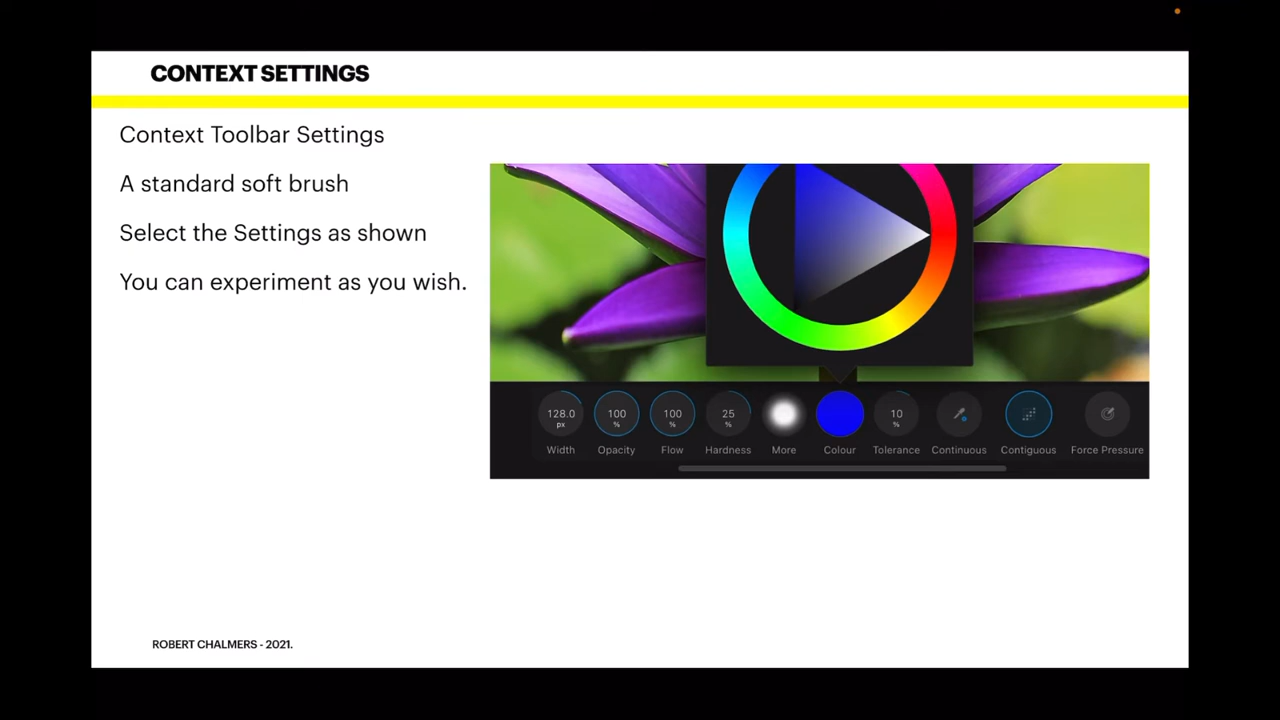 CONTEXT SETTINGS
Context Toolbar Settings
A standard soft brush
Select the Settings as shown
You can experiment as you wish.
128.0 100 100 25 10
px % % % %
Width Opacity Flow Hardness More Colour Tolerance Continuous Contiguous Force Pressure
ROBERT CHALMERS - 2021.